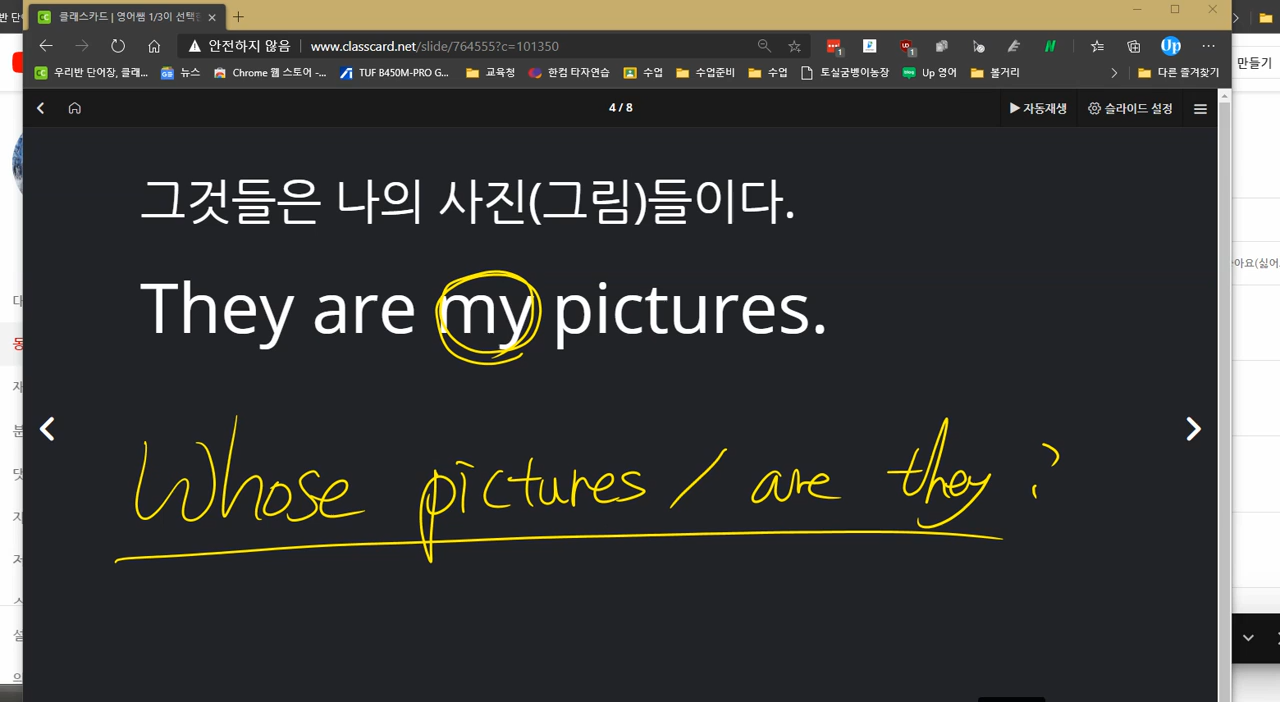 클래스카드 | 영어쌤 1/3이 선택한
안전하지 않음 www.classcard.net/slide/764555?c=101350
우리반 단어장, 클래... 뉴스 Chrome 웹 스토어 -... TUF B450M-PRO G... 교육청 한컴 타자연습 수업 수업준비 수업 토실굼벵이농장 Up 영어 볼거리 다른 즐겨찾기
만들기
4 / 8 자동재생 슬라이드 설정
그것들은 나의 사진(그림)들이다.
They are my pictures.
Whose pictures / are they ?